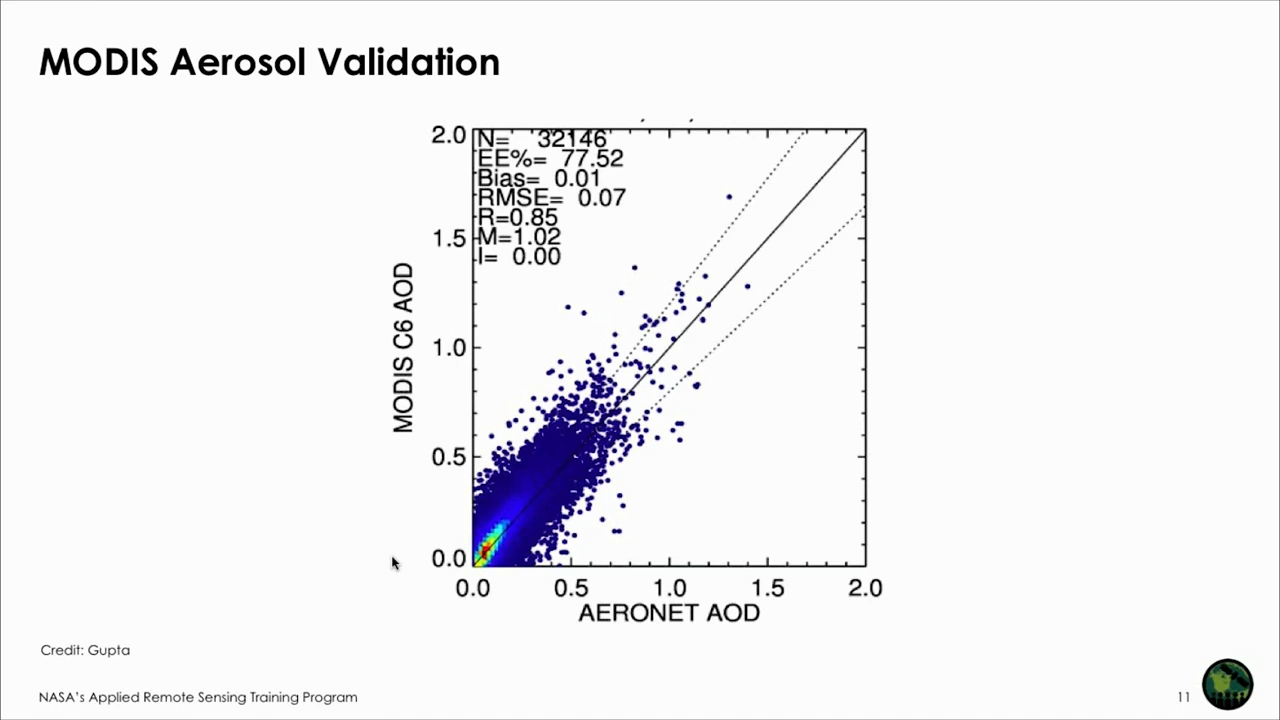 MODIS Aerosol Validation
2.0
N= 32146
EE%= 77.52
Bias= 0.01
RMSE= 0.07
R=0.85
M=1.02
I= 0.00
1.5
1.0
0.5
0.0
MODIS C6 AOD
0.0 0.5 1.0 1.5 2.0
AERONET AOD
Credit: Gupta
NASA's Applied Remote Sensing Training Program
11